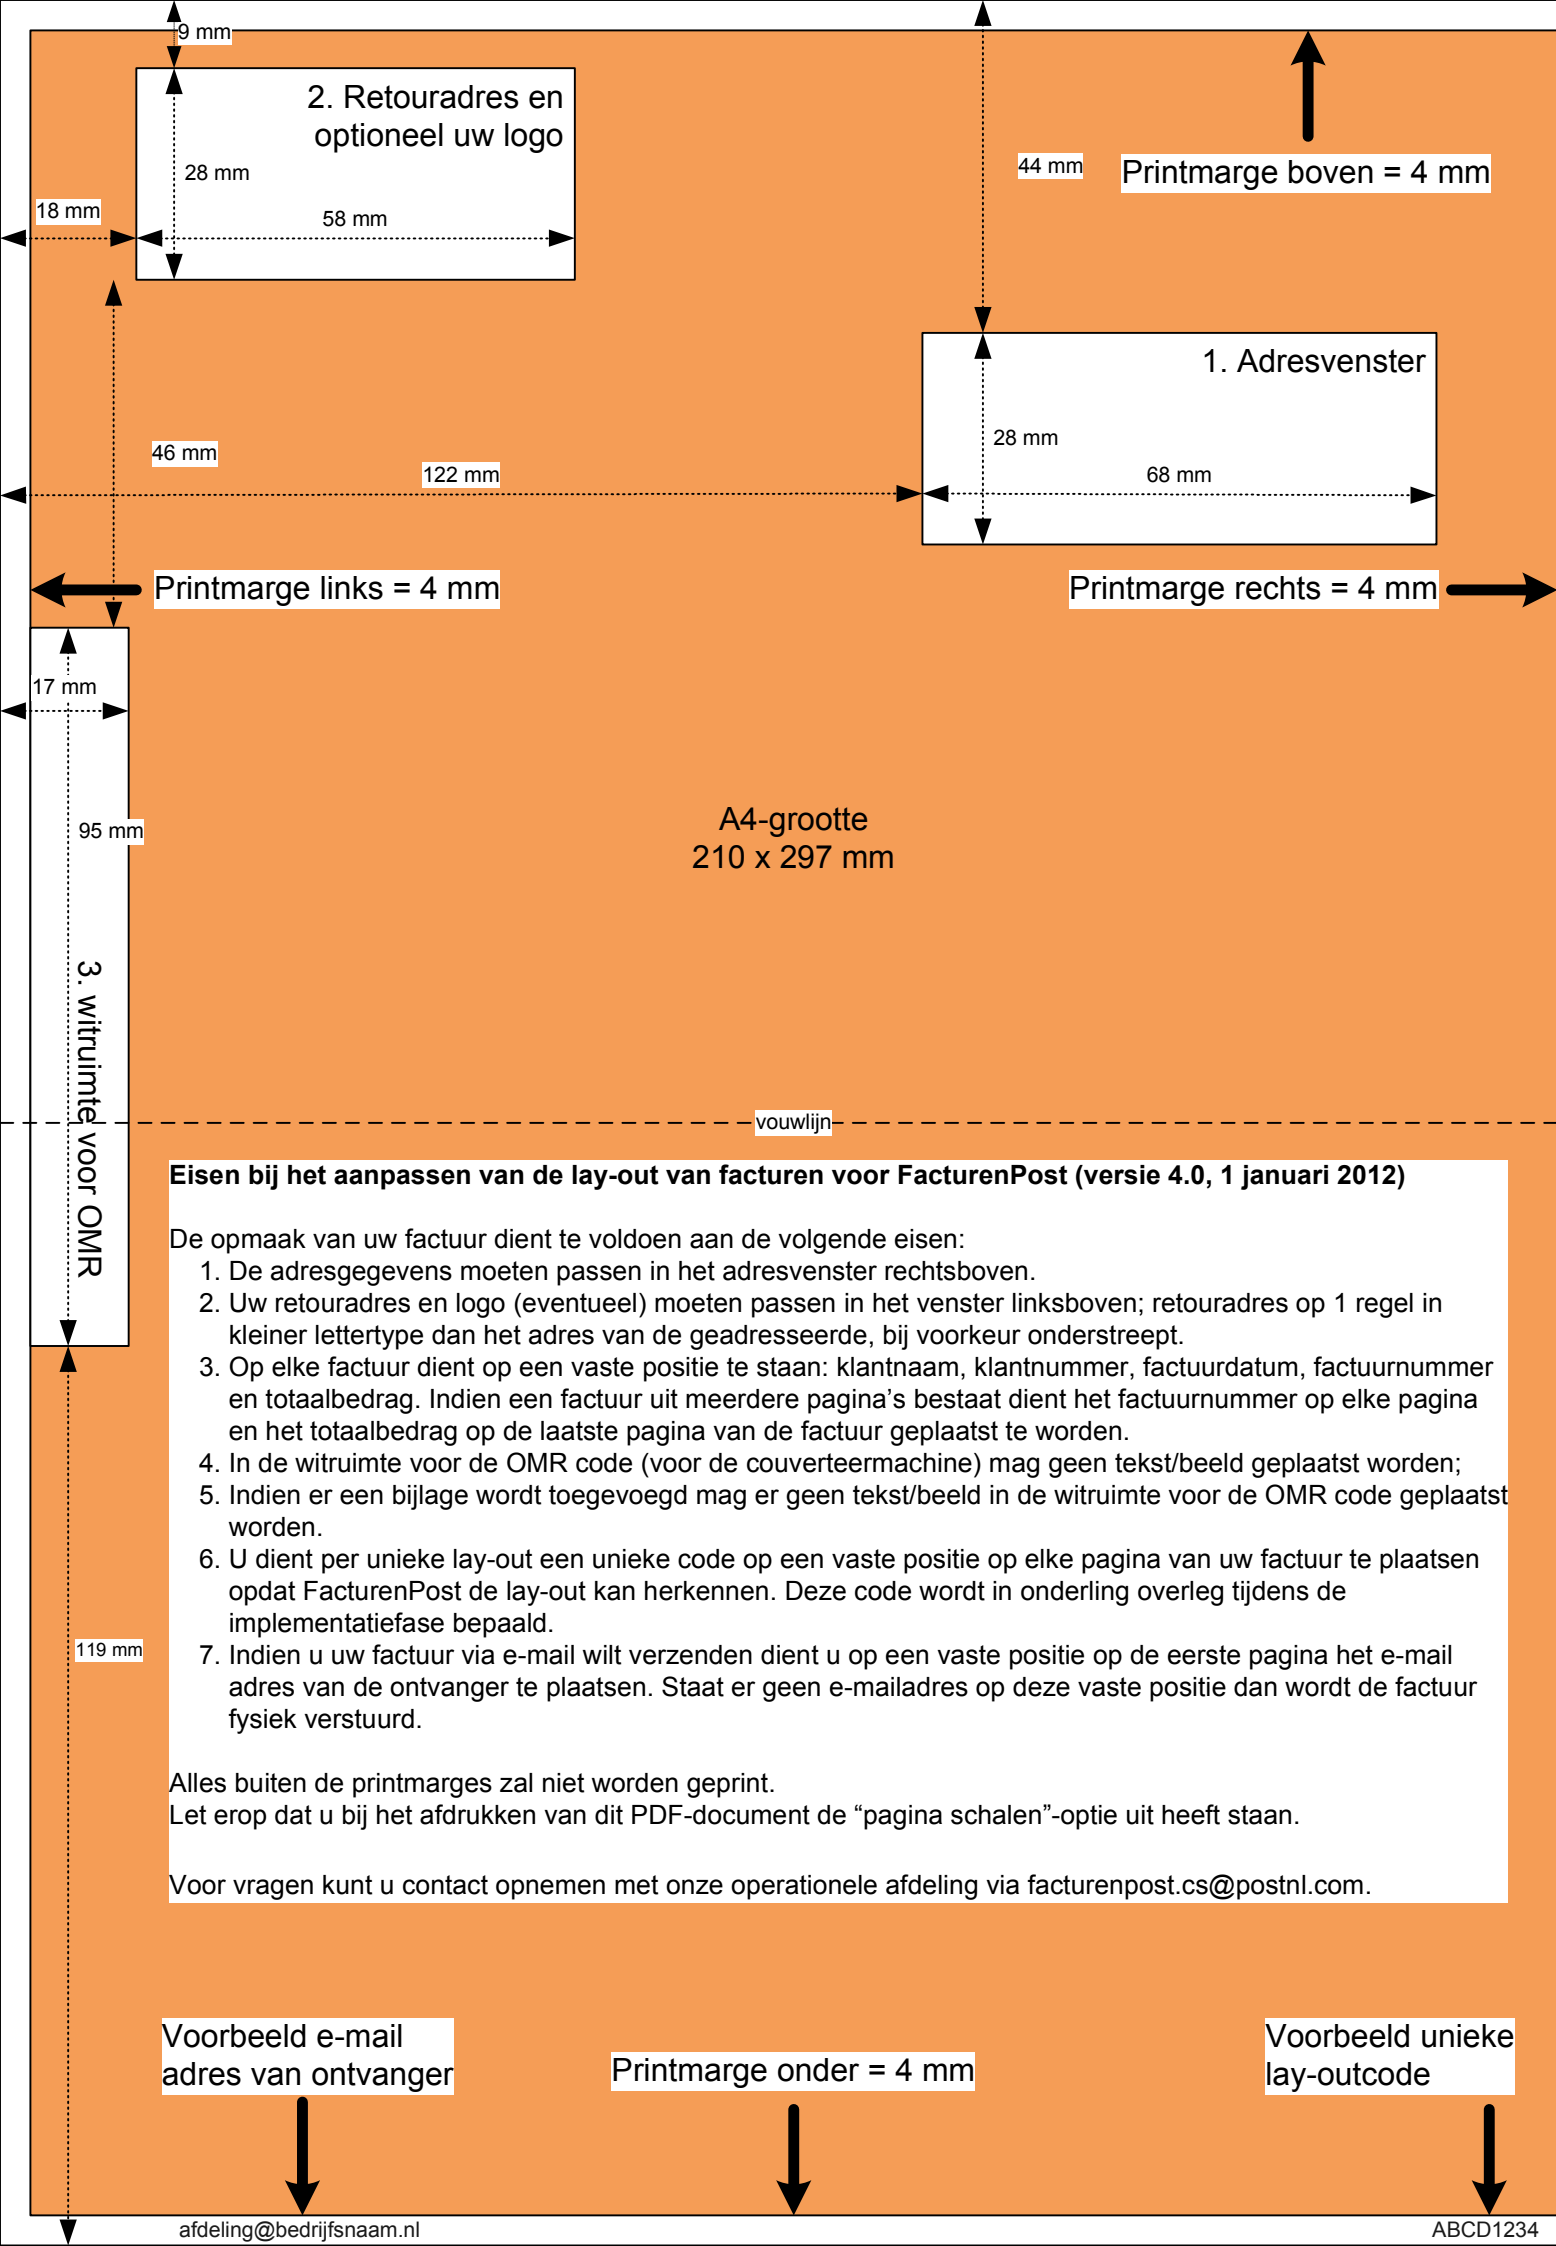 9 mm
2. Retouradres en
optioneel uw logo
28 mm
44 mm
Printmarge boven = 4 mm
18 mm
58 mm
1. Adresvenster
46 mm
28 mm
122 mm
68 mm
Printmarge links = 4 mm
Printmarge rechts = 4 mm
17 mm
95 mm
A4-grootte
210 x 297 mm
3. witruimte voor OMR
vouwlijn
Eisen bij het aanpassen van de lay-out van facturen voor FacturenPost (versie 4.0, 1 januari 2012)
De opmaak van uw factuur dient te voldoen aan de volgende eisen:
1. De adresgegevens moeten passen in het adresvenster rechtsboven.
2. Uw retouradres en logo (eventueel) moeten passen in het venster linksboven; retouradres op 1 regel in
kleiner lettertype dan het adres van de geadresseerde, bij voorkeur onderstreept.
3. Op elke factuur dient op een vaste positie te staan: klantnaam, klantnummer, factuurdatum, factuurnummer
en totaalbedrag. Indien een factuur uit meerdere pagina’s bestaat dient het factuurnummer op elke pagina
en het totaalbedrag op de laatste pagina van de factuur geplaatst te worden.
4. In de witruimte voor de OMR code (voor de couverteermachine) mag geen tekst/beeld geplaatst worden;
5. Indien er een bijlage wordt toegevoegd mag er geen tekst/beeld in de witruimte voor de OMR code geplaatst
worden.
6. U dient per unieke lay-out een unieke code op een vaste positie op elke pagina van uw factuur te plaatsen
opdat FacturenPost de lay-out kan herkennen. Deze code wordt in onderling overleg tijdens de
implementatiefase bepaald.
119 mm
7. Indien u uw factuur via e-mail wilt verzenden dient u op een vaste positie op de eerste pagina het e-mail
adres van de ontvanger te plaatsen. Staat er geen e-mailadres op deze vaste positie dan wordt de factuur
fysiek verstuurd.
Alles buiten de printmarges zal niet worden geprint.
Let erop dat u bij het afdrukken van dit PDF-document de “pagina schalen”-optie uit heeft staan.
Voor vragen kunt u contact opnemen met onze operationele afdeling via facturenpost.cs@postnl.com.
Voorbeeld e-mail
adres van ontvanger
Printmarge onder = 4 mm
Voorbeeld unieke
lay-outcode
afdeling@bedrijfsnaam.nl
ABCD1234